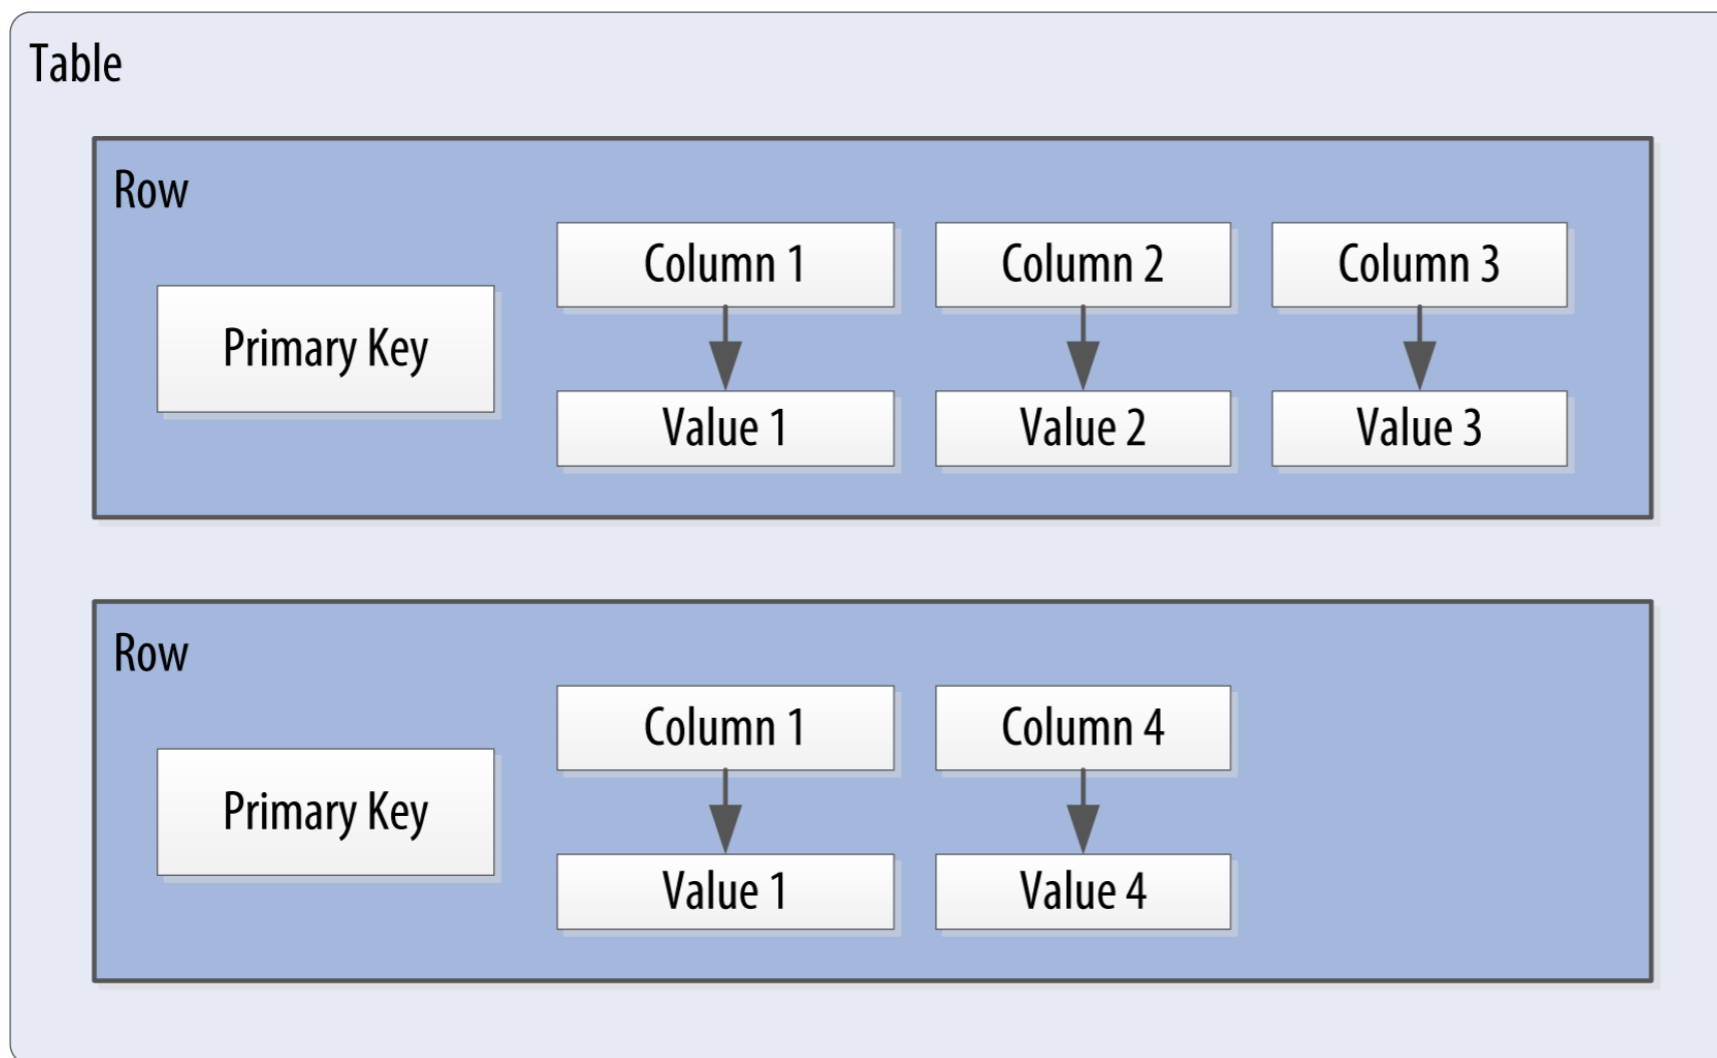 Table
Row
Column 1 Column 2 Column 3
Primary Key
Value 1 Value 2 Value 3
Row
Column 1 Column 4
Primary Key
Value 1 Value 4